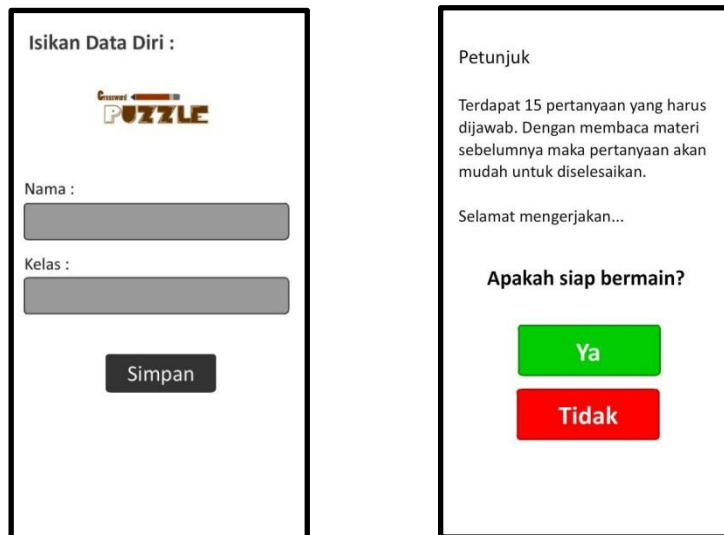 Isikan Data Diri :
Crossword
PUZZLE
Nama :
Kelas :
Simpan
Petunjuk
Terdapat 15 pertanyaan yang harus
dijawab. Dengan membaca materi
sebelumnya maka pertanyaan akan
mudah untuk diselesaikan.
Selamat mengerjakan...
Apakah siap bermain?
Ya
Tidak